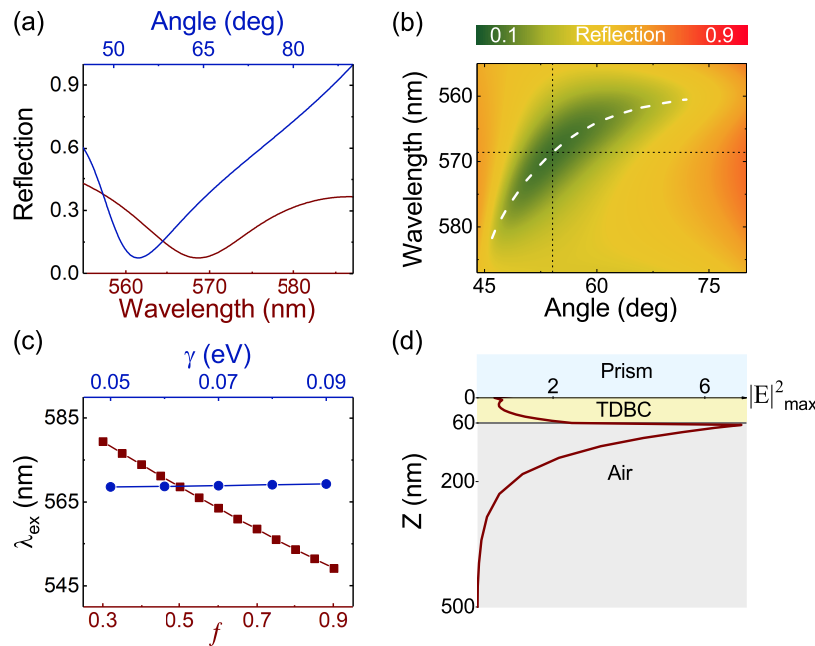 (a)
Angle (deg)
50 65 80
0.9
0.6
0.3
0.0
Reflection
560 570 580
Wavelength (nm)
(b)
0.1 Reflection 0.9
560
570
580
Wavelength (nm)
45 60 75
Angle (deg)
(c)
γ (eV)
0.05 0.07 0.09
585
565
545
λex (nm)
0.3 0.5 0.7 0.9
f
(d)
Prism
2 6
|E|²max
0
TDBC
60
Air
200
500
Z (nm)